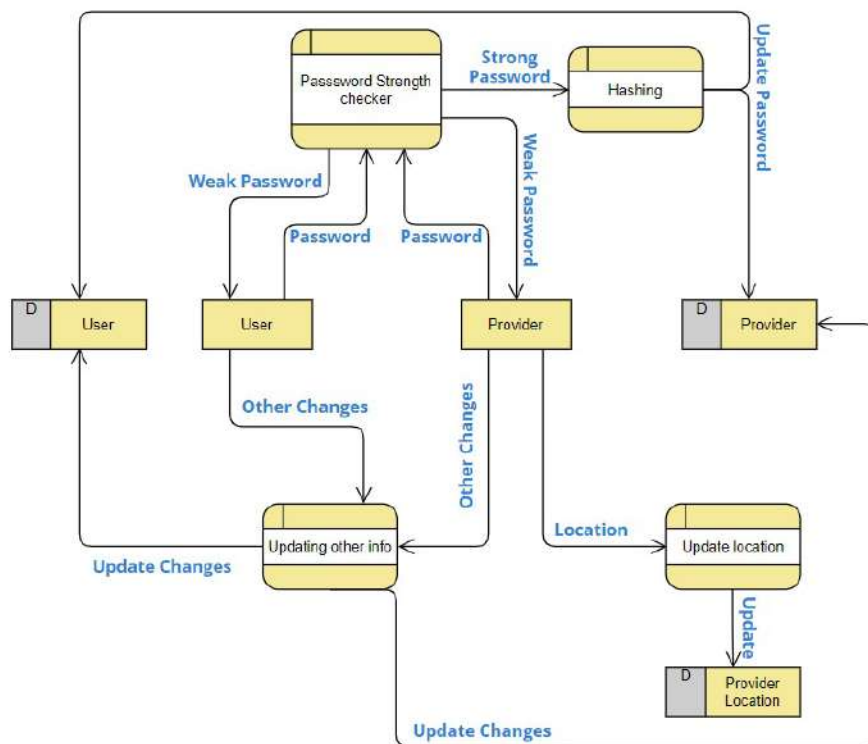 Update Password
Strong
Password
Passsword Strength
checker
Hashing
Weak Password
Weak Password
Password
Password
D
User
User
Provider
D
Provider
Other Changes
Other Changes
Updating other info
Location
Update location
Update Changes
Update
D
Provider
Location
Update Changes